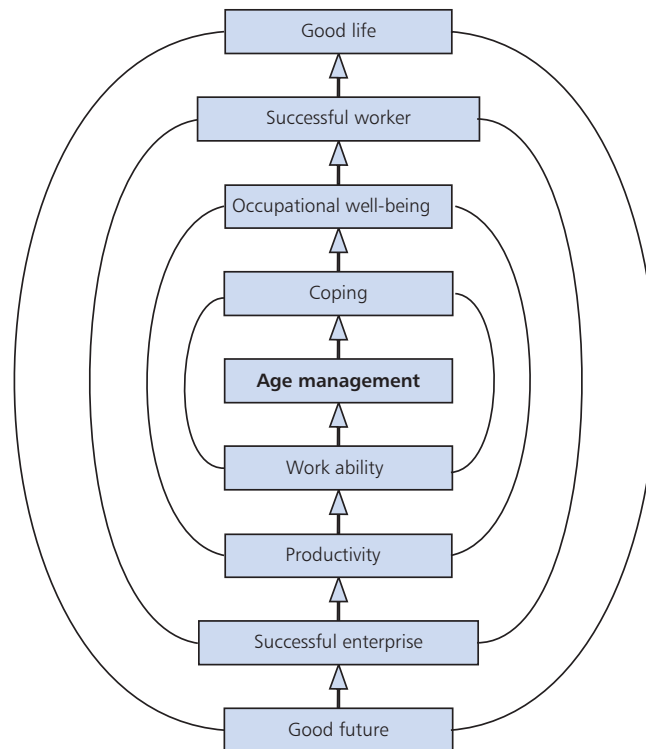 Good life
Successful worker
Occupational well-being
Coping
Age management
Work ability
Productivity
Successful enterprise
Good future